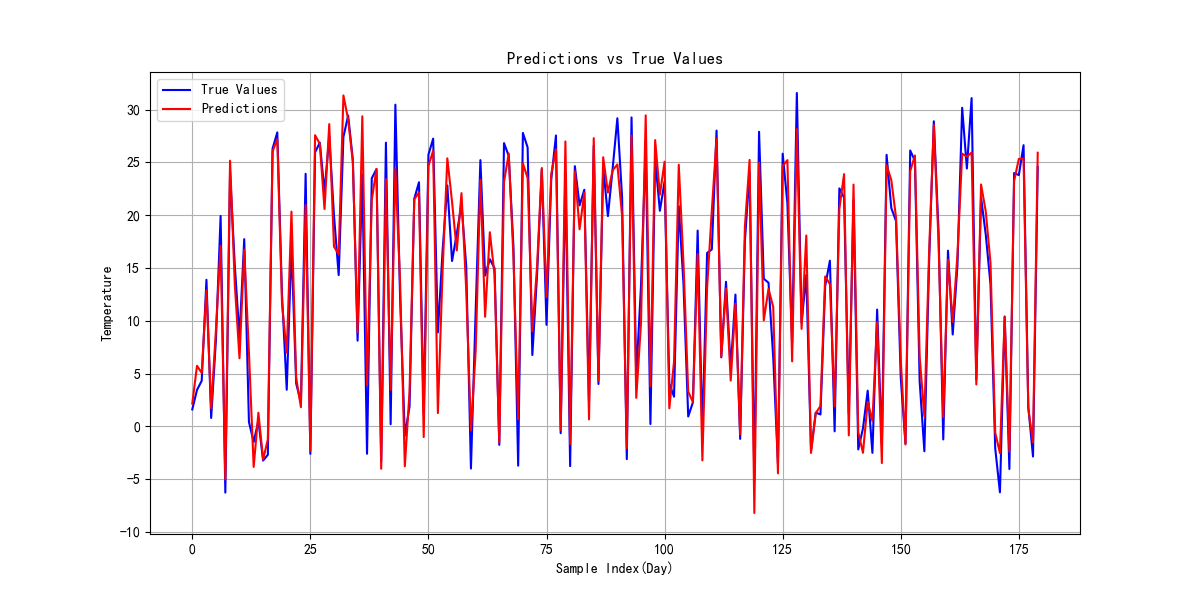 Predictions vs True Values
True Values
Predictions
30
25
20
15
10
5
0
−5
−10
Temperature
0 25 50 75 100 125 150 175
Sample Index(Day)